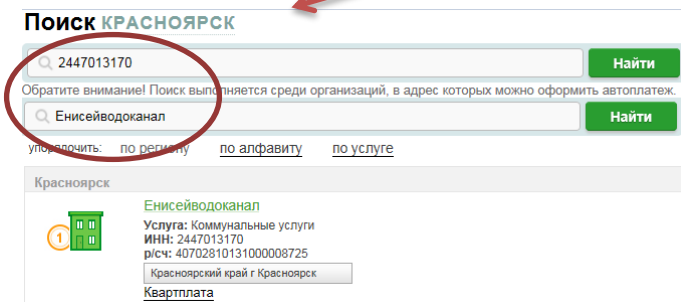 Поиск КРАСНОЯРСК
2447013170
Найти
Обратите внимание! Поиск выполняется среди организаций, в адрес которых можно оформить автоплатеж.
Енисейводоканал
Найти
упорядочить: по региону по алфавиту по услуге
Красноярск
Енисейводоканал
Услуга: Коммунальные услуги
1
ИНН: 2447013170
р/сч: 40702810131000008725
Красноярский край г Красноярск
Квартплата